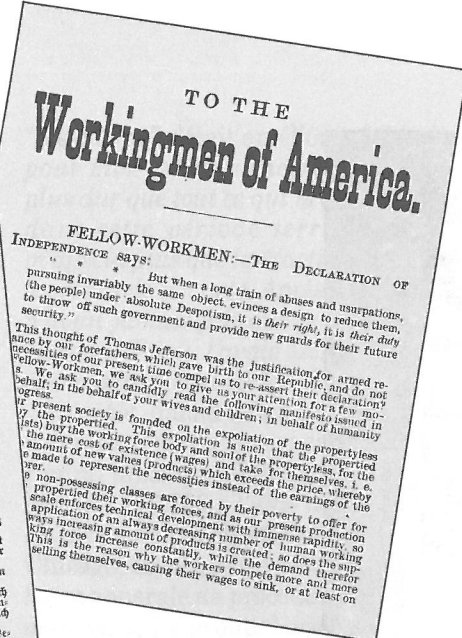 TO THE
Workingmen of America.
FELLOW-WORKMEN:—THE DECLARATION OF
INDEPENDENCE says:
" * * * But when a long train of abuses and usurpations,
pursuing invariably the same object, evinces a design to reduce them,
(the people) under absolute Despotism, it is their right, it is their duty
to throw off such government and provide new guards for their future
security."
This thought of Thomas Jefferson was the justification for armed re-
ance by our forefathers, which gave birth to our Republic, and do not
necessities of our present time compel us to re-assert their declaration?
ellow-Workmen, we ask you to give us your attention for a few mo-
s. We ask you to candidly read the following manifesto issued in
behalf; in the behalf of your wives and children; in behalf of humanity
ogress.
r present society is founded on the expoliation of the propertyless
y the propertied. This expoliation is such that the propertied
ists) buy the working force body and soul of the propertyless, for the
the mere cost of existence (wages) and take for themselves, i. e.
amount of new values (products) which exceeds the price, whereby
e made to represent the necessities instead of the earnings of the
orer.
e non-possessing classes are forced by their poverty to offer for
propertied their working forces, and as our present production
scale enforces technical development with immense rapidity, so
application of an always decreasing number of human working
ways increasing amount of products is created; so does the sup-
king force increase constantly, while the demand therefor
This is the reason why the workers compete more and more
selling themselves, causing their wages to sink, or at least on